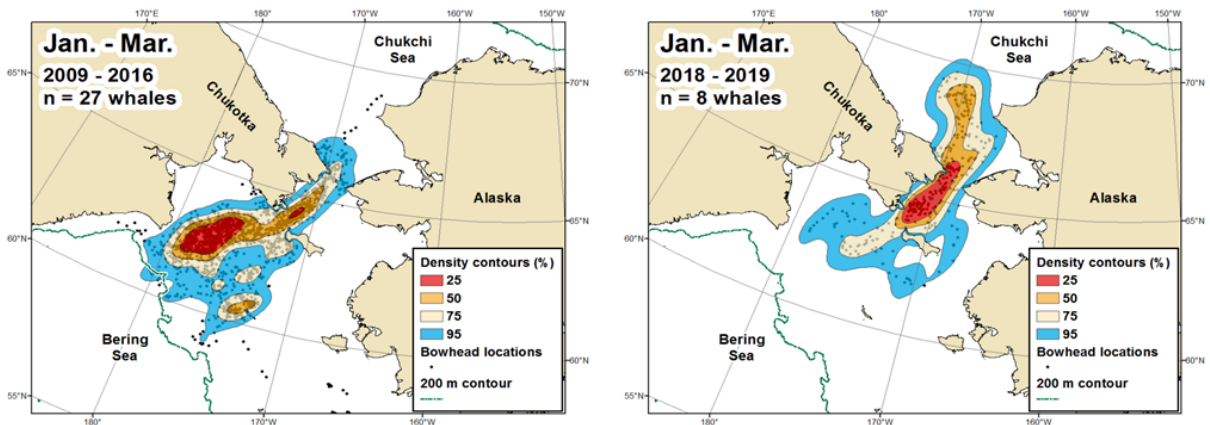 170°E
180°
170°W
160°W
150°W
Jan. - Mar.
2009 - 2016
n = 27 whales
Chukchi
Sea
65°N
70°N
Chukotka
Alaska
60°N
65°N
Density contours (%)
25
50
75
95
Bowhead locations
200 m contour
Bering
Sea
60°N
55°N
180°
170°W
160°W
170°E
180°
170°W
160°W
150°W
Jan. - Mar.
2018 - 2019
n = 8 whales
Chukchi
Sea
65°N
70°N
Chukotka
Alaska
60°N
65°N
Density contours (%)
25
50
75
95
Bowhead locations
200 m contour
Bering
Sea
60°N
55°N
180°
170°W
160°W